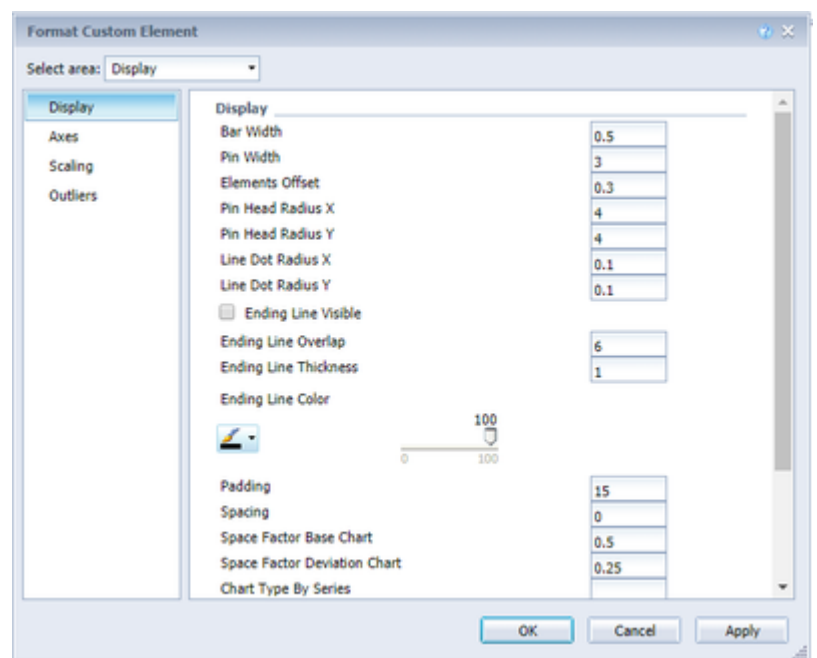 Format Custom Element
Select area: Display
Display
Axes
Scaling
Outliers
Display
Bar Width 0.5
Pin Width 3
Elements Offset 0.3
Pin Head Radius X 4
Pin Head Radius Y 4
Line Dot Radius X 0.1
Line Dot Radius Y 0.1
Ending Line Visible
Ending Line Overlap 6
Ending Line Thickness 1
Ending Line Color
100
0 100
Padding 15
Spacing 0
Space Factor Base Chart 0.5
Space Factor Deviation Chart 0.25
Chart Type By Series
OK Cancel Apply